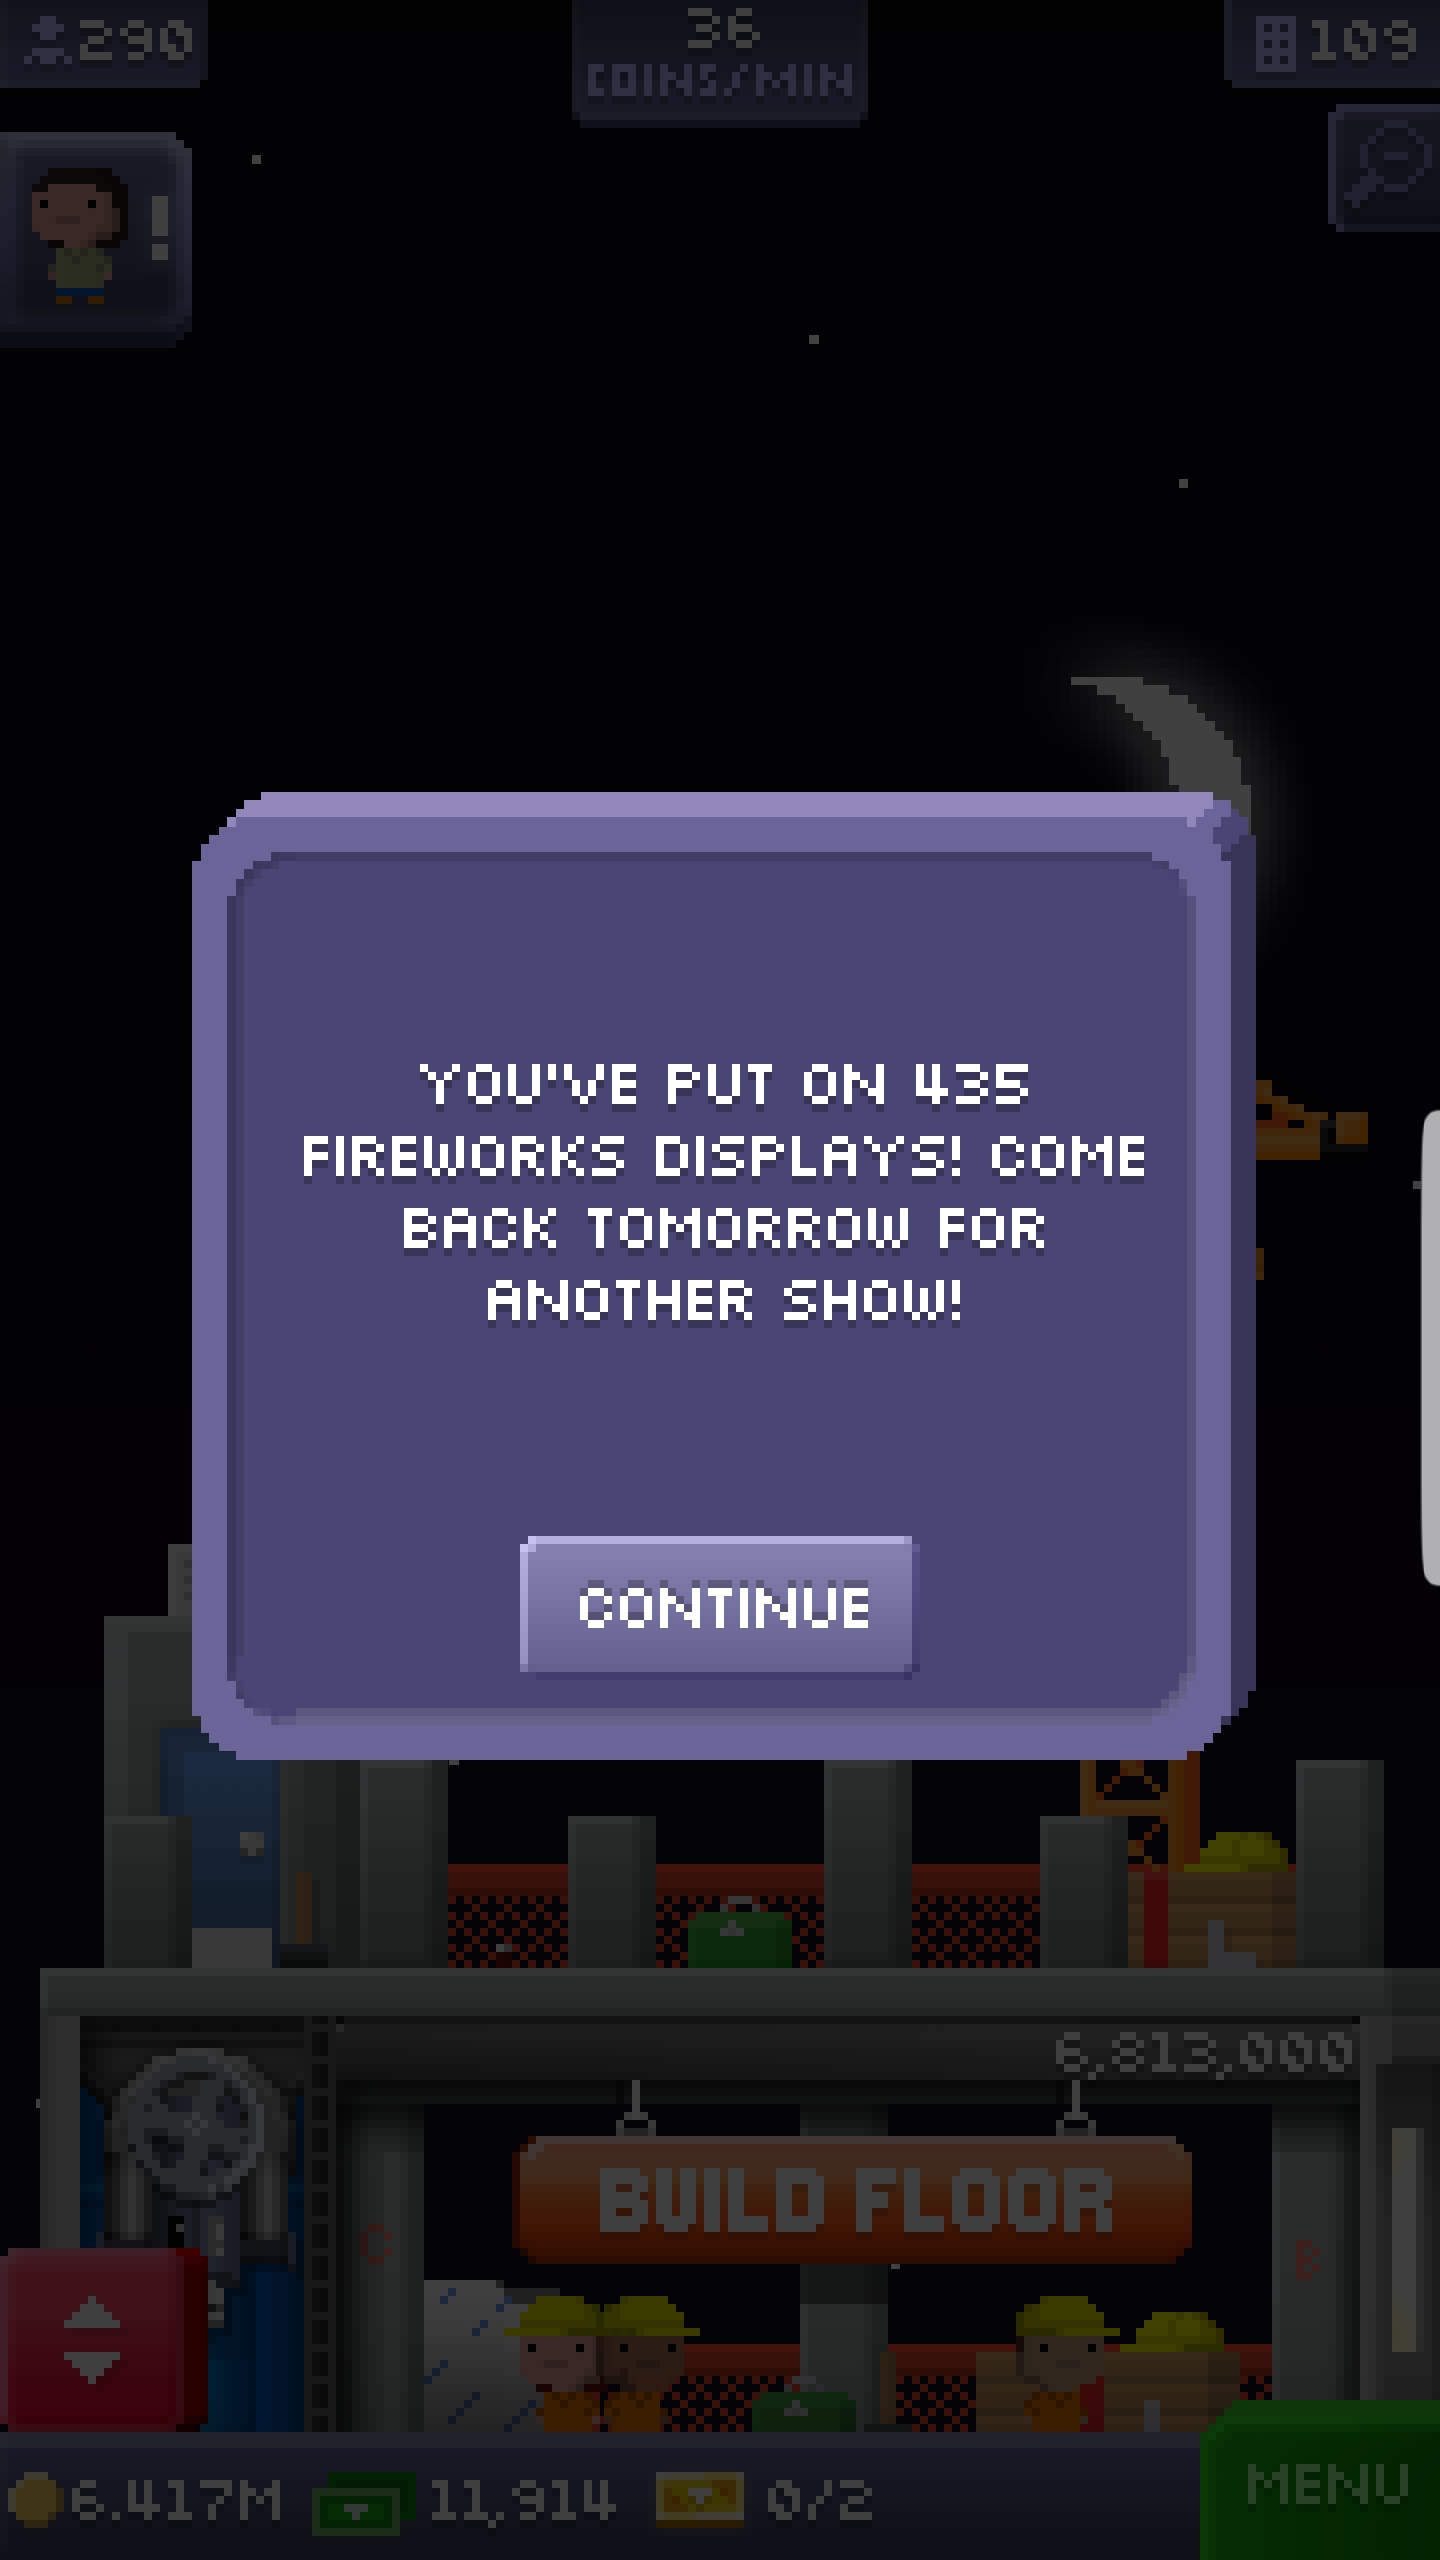 290
36
COINS/MIN
109
!
YOU'VE PUT ON 435
FIREWORKS DISPLAYS! COME
BACK TOMORROW FOR
ANOTHER SHOW!
CONTINUE
6,813,000
BUILD FLOOR
C
B
6.417M
11,914
0/2
MENU